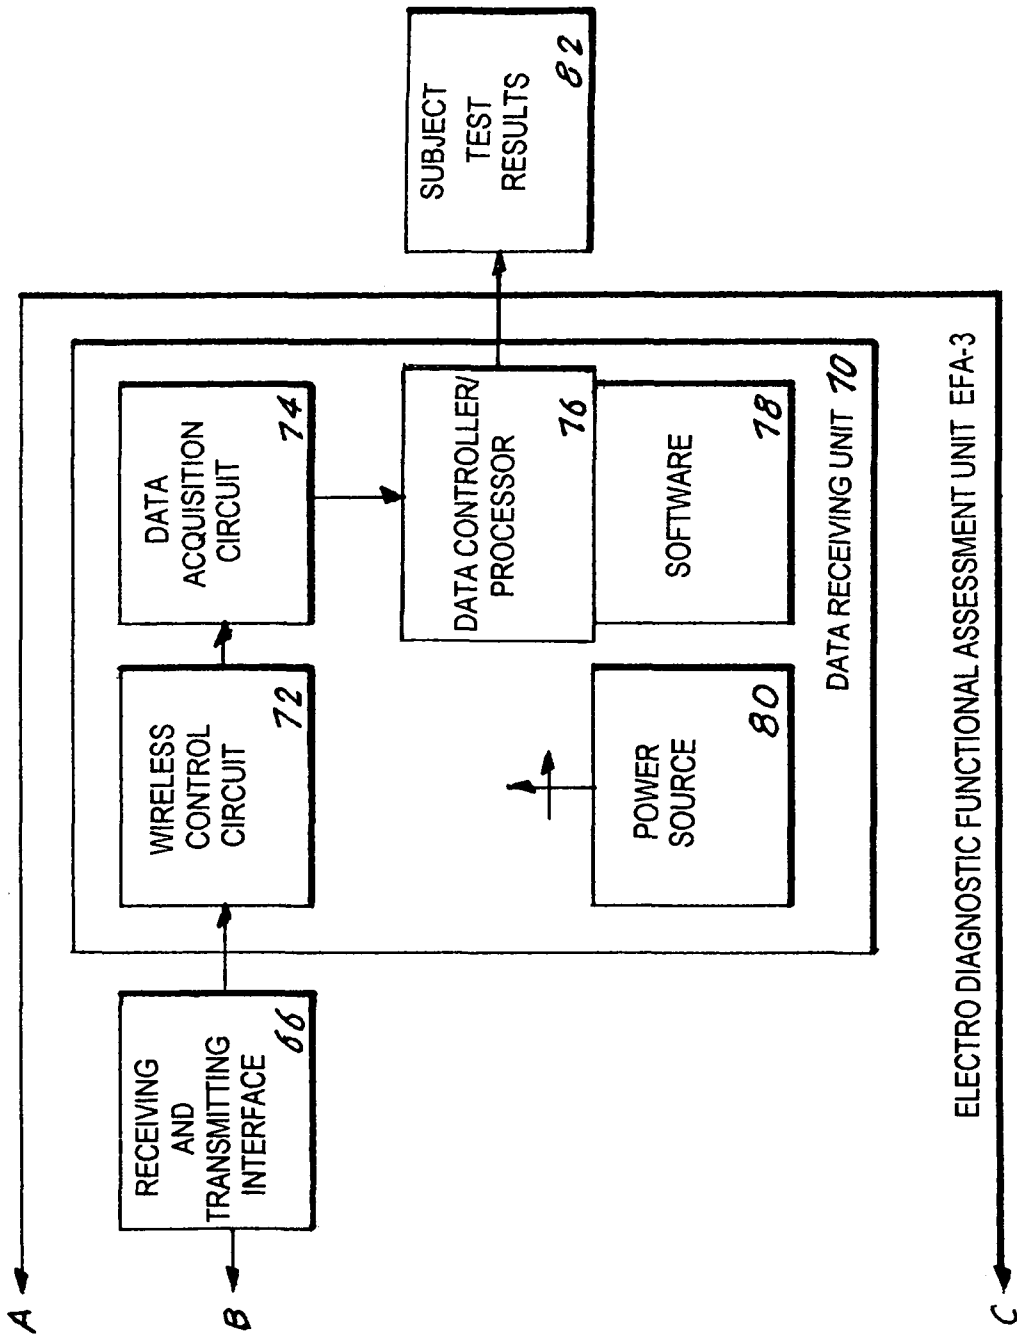 A
B
C
RECEIVING
AND
TRANSMITTING
INTERFACE
66
WIRELESS
CONTROL
CIRCUIT
72
DATA
ACQUISITION
CIRCUIT
74
DATA CONTROLLER/
PROCESSOR
76
SOFTWARE
78
POWER
SOURCE
80
DATA RECEIVING UNIT 70
SUBJECT
TEST
RESULTS
82
ELECTRO DIAGNOSTIC FUNCTIONAL ASSESSMENT UNIT EFA-3